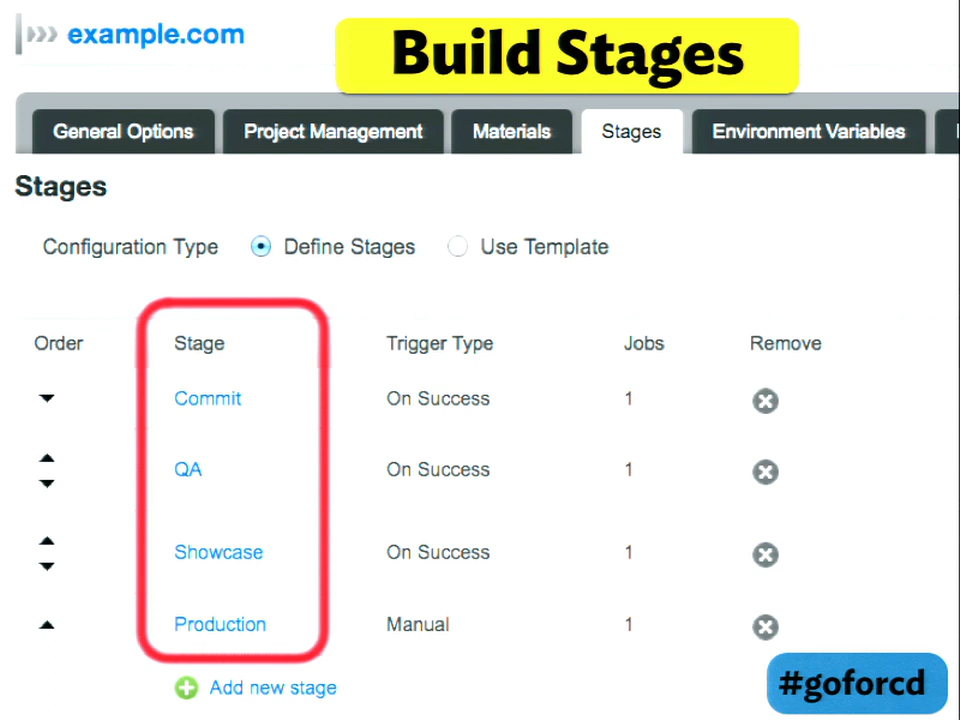 example.com
Build Stages
General Options Project Management Materials Stages Environment Variables
Stages
Configuration Type Define Stages Use Template
Order Stage Trigger Type Jobs Remove
Commit On Success 1
QA On Success 1
Showcase On Success 1
Production Manual 1
Add new stage
#goforcd